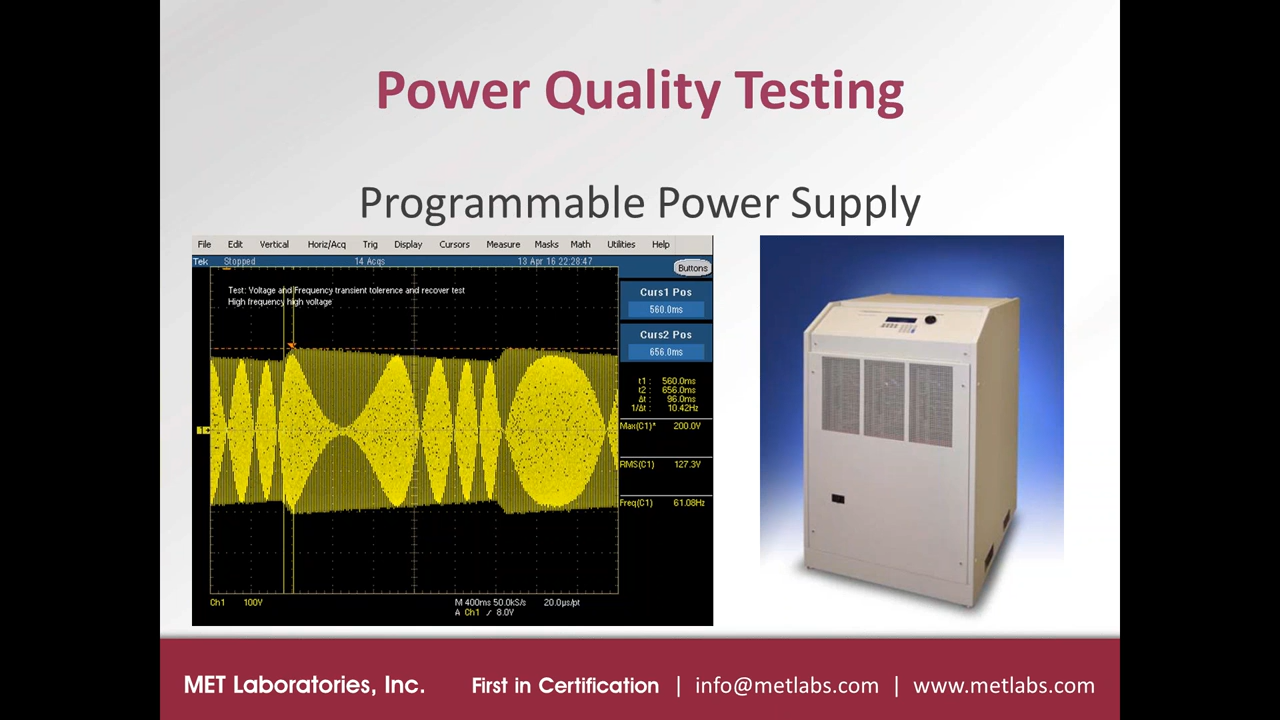 Power Quality Testing
Programmable Power Supply
File Edit Vertical Horiz/Acq Trig Display Cursors Measure Masks Math Utilities Help
Tek Stopped 14 Acqs 13 Apr 16 22:28:47
Buttons
Test: Voltage and Frequency transient tolerence and recover test
High frequency high voltage
Curs1 Pos
560.0ms
Curs2 Pos
656.0ms
t1: 560.0ms
t2: 656.0ms
Δt: 96.0ms
1/Δt: 10.42Hz
Max(C1)* 200.0V
RMS(C1) 127.3V
Freq(C1) 61.08Hz
Ch1 100V M 400ms 50.0kS/s 20.0µs/pt
A Ch1 ∕ 8.0V
MET Laboratories, Inc. First in Certification | info@metlabs.com | www.metlabs.com